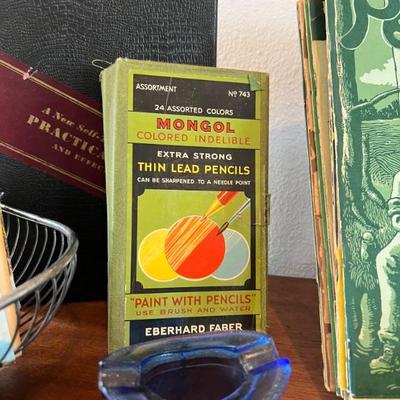 A New Self-
PRACTICA
AND EFFEC
ASSORTMENT Nº 743
24 ASSORTED COLORS
MONGOL
COLORED INDELIBLE
EXTRA STRONG
THIN LEAD PENCILS
CAN BE SHARPENED TO A NEEDLE POINT
"PAINT WITH PENCILS"
USE BRUSH AND WATER
EBERHARD FABER